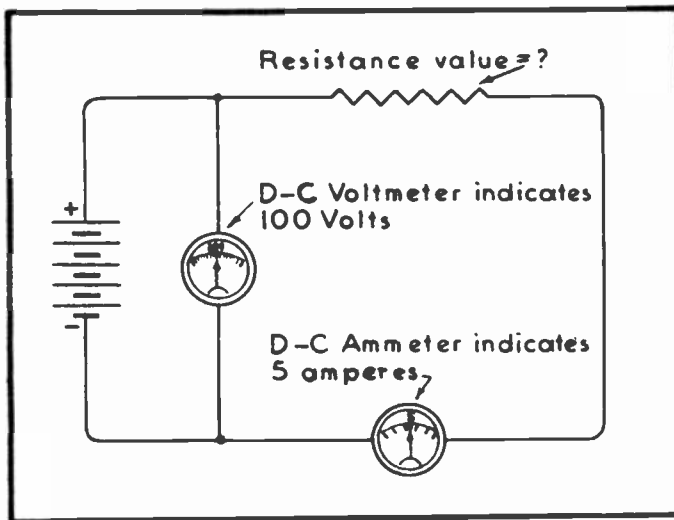 Resistance value = ?
D-C Voltmeter indicates
100 Volts
+
-
D-C Ammeter indicates
5 amperes